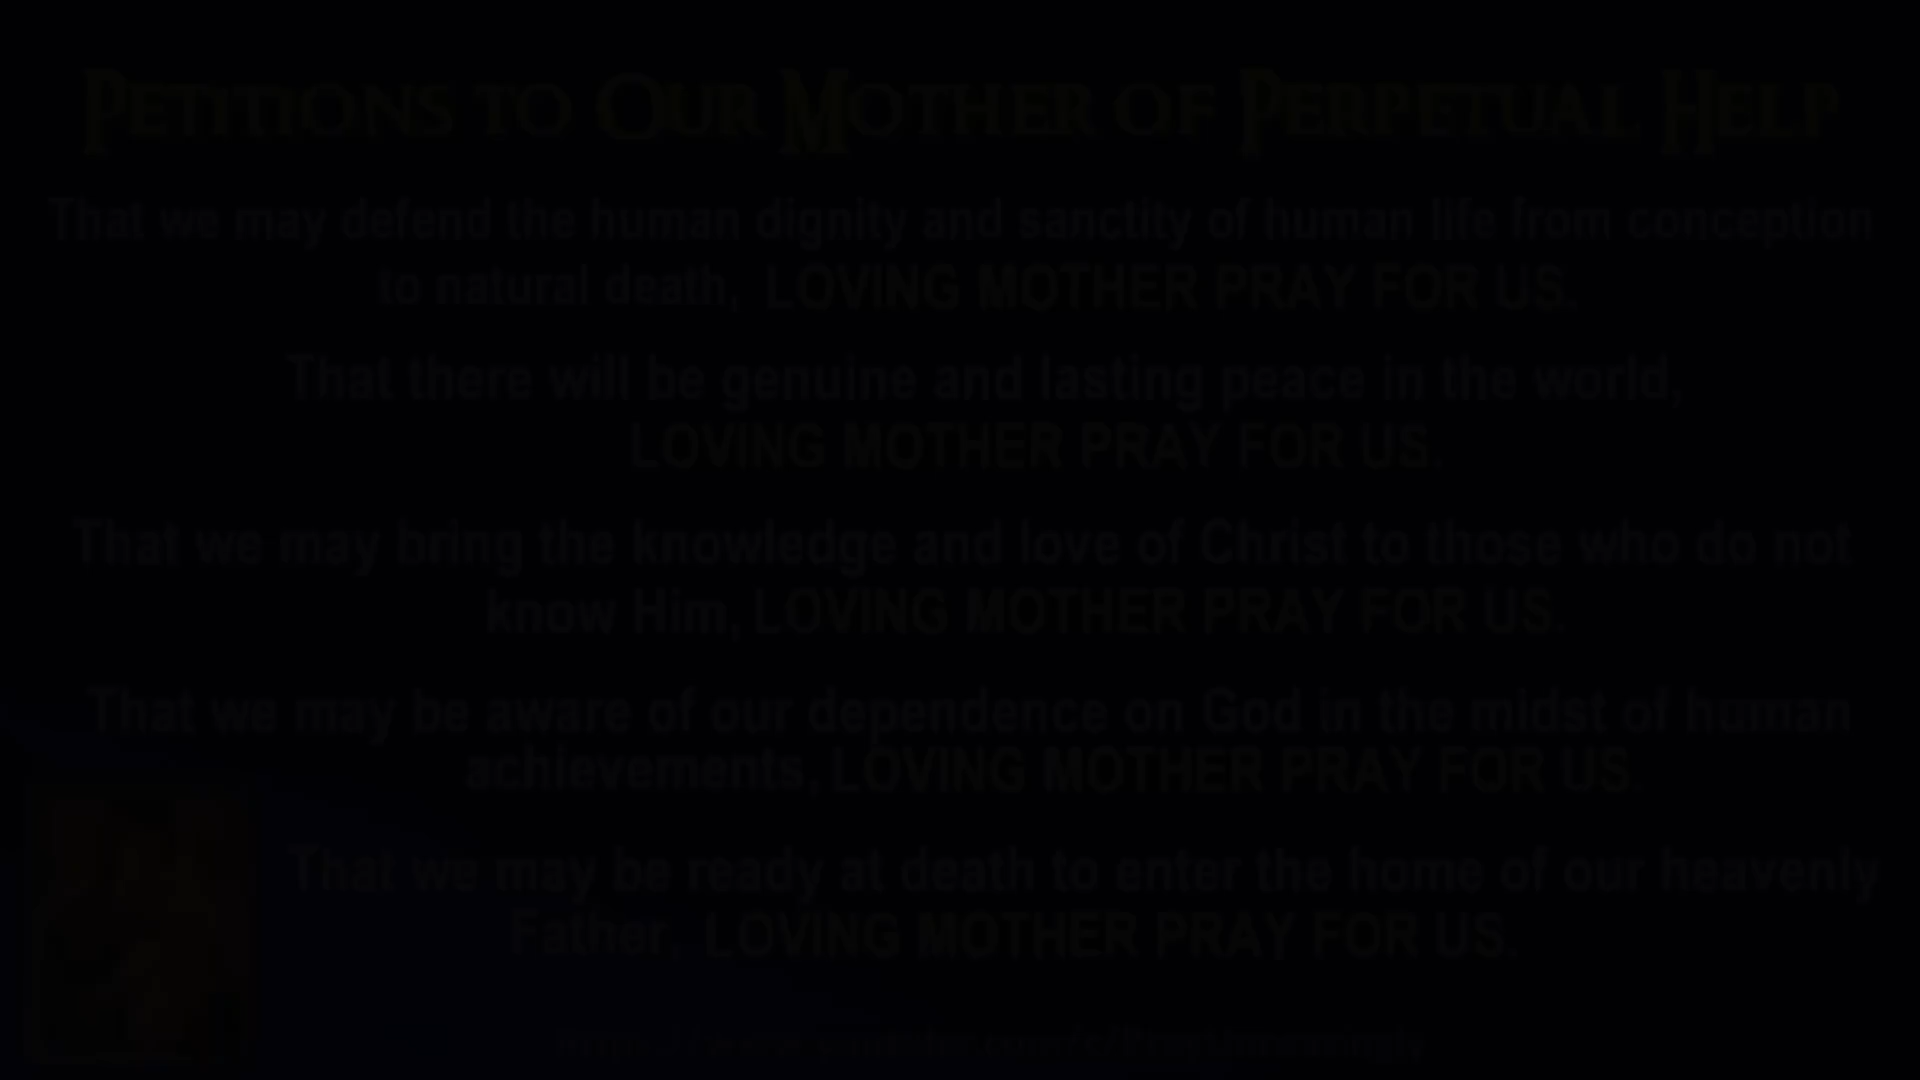 PETITIONS TO OUR MOTHER OF PERPETUAL HELP
That we may defend the human dignity and sanctity of human life from conception
to natural death, LOVING MOTHER PRAY FOR US.
That there will be genuine and lasting peace in the world,
LOVING MOTHER PRAY FOR US.
That we may bring the knowledge and love of Christ to those who do not
know Him, LOVING MOTHER PRAY FOR US.
That we may be aware of our dependence on God in the midst of human
achievements, LOVING MOTHER PRAY FOR US.
That we may be ready at death to enter the home of our heavenly
Father, LOVING MOTHER PRAY FOR US.